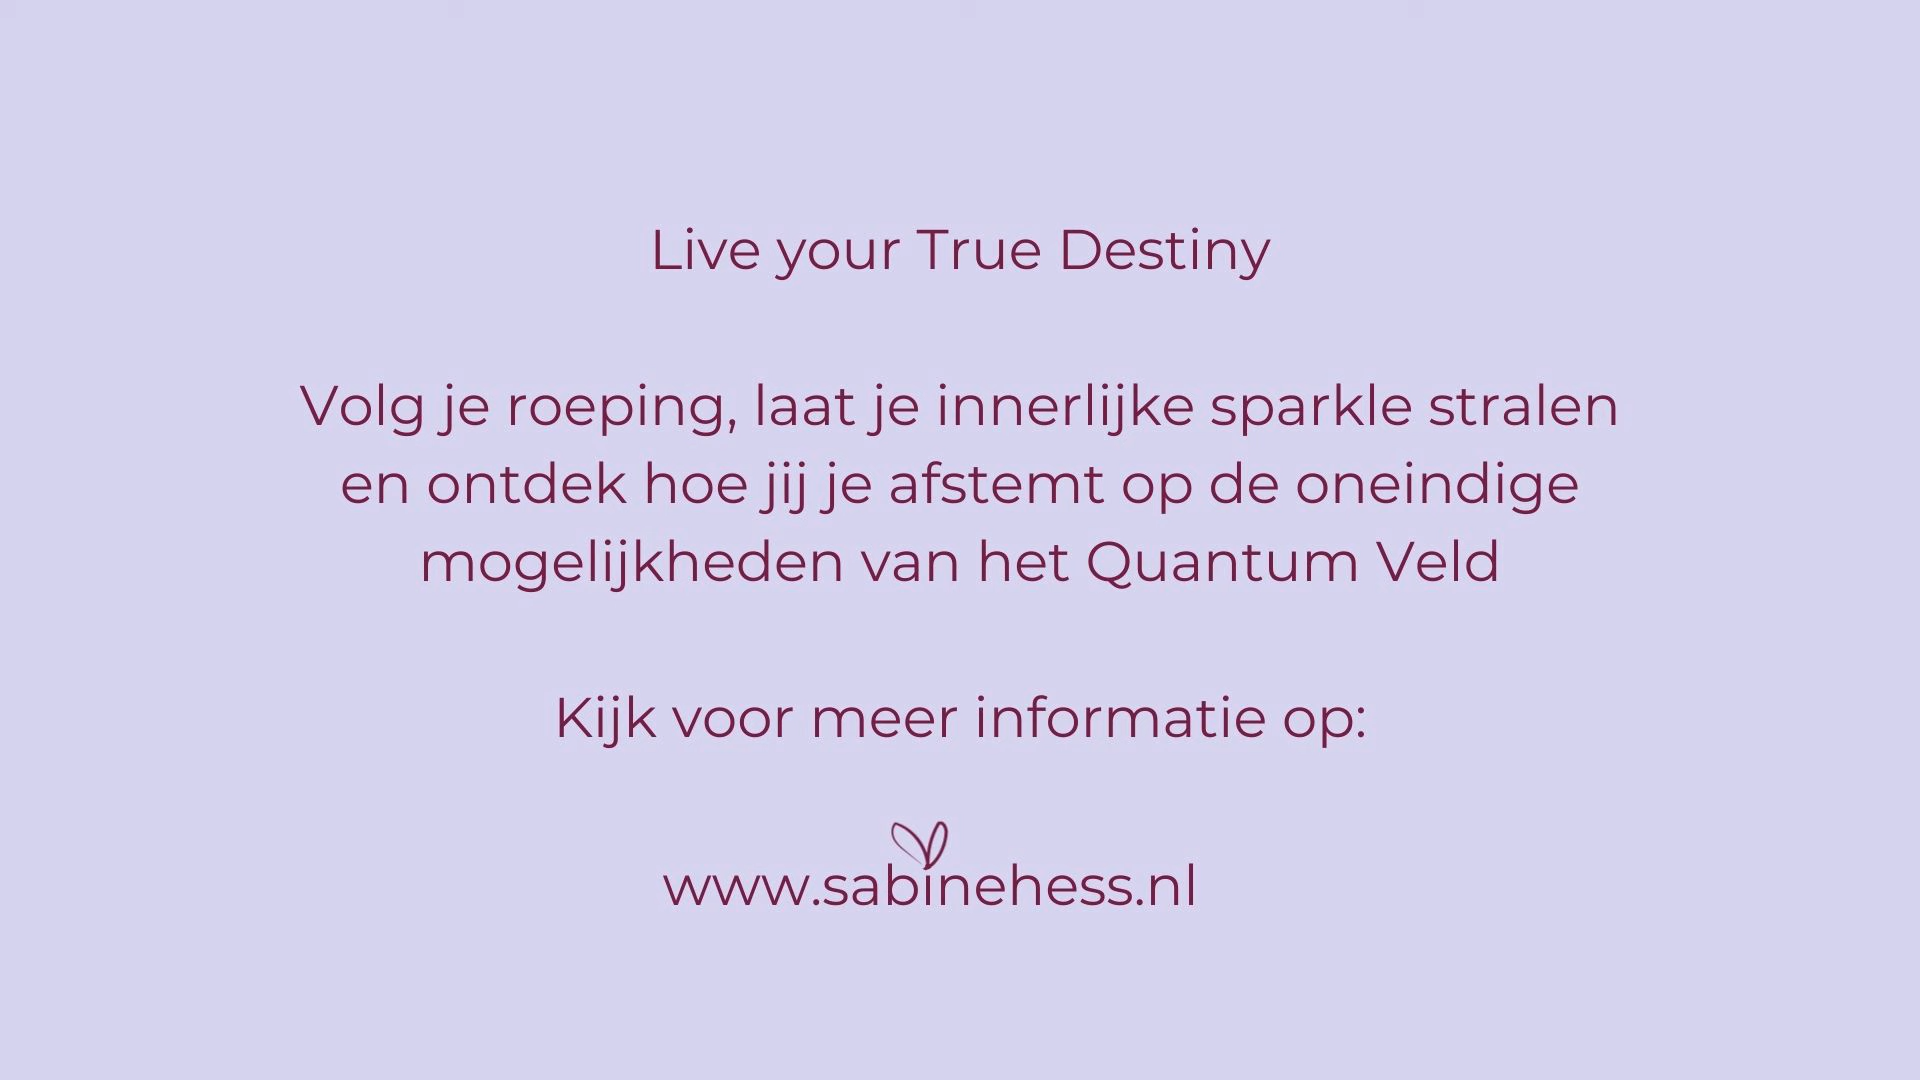 Live your True Destiny
Volg je roeping, laat je innerlijke sparkle stralen
en ontdek hoe jij je afstemt op de oneindige
mogelijkheden van het Quantum Veld
Kijk voor meer informatie op:
www.sabinehess.nl